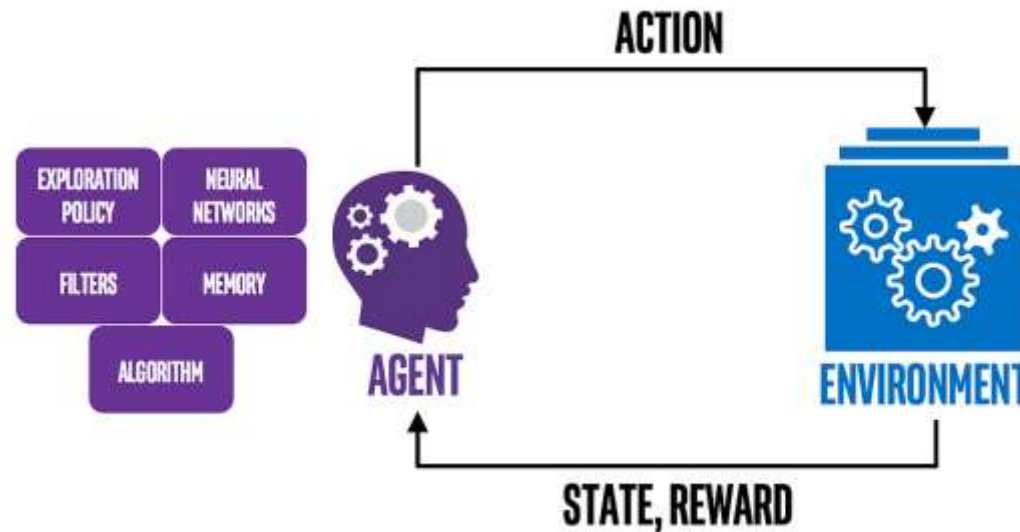 ACTION
EXPLORATION
POLICY
NEURAL
NETWORKS
FILTERS
MEMORY
ALGORITHM
AGENT
ENVIRONMENT
STATE, REWARD